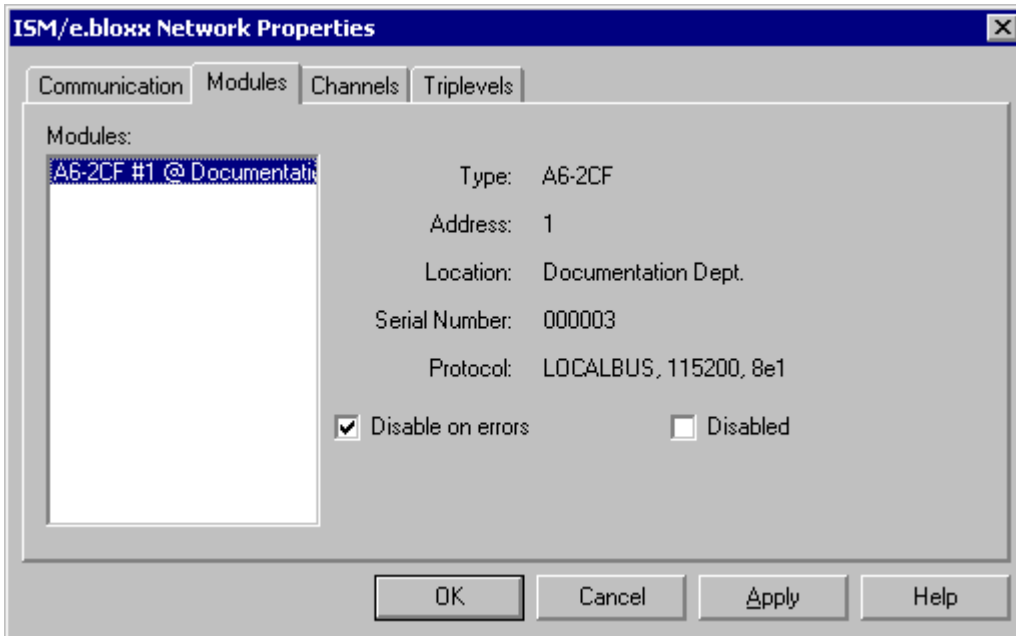 ISM/e.bloxx Network Properties
Communication Modules Channels Triplevels
Modules:
A6-2CF #1 @ Documentatio
Type: A6-2CF
Address: 1
Location: Documentation Dept.
Serial Number: 000003
Protocol: LOCALBUS, 115200, 8e1
Disable on errors Disabled
OK Cancel Apply Help